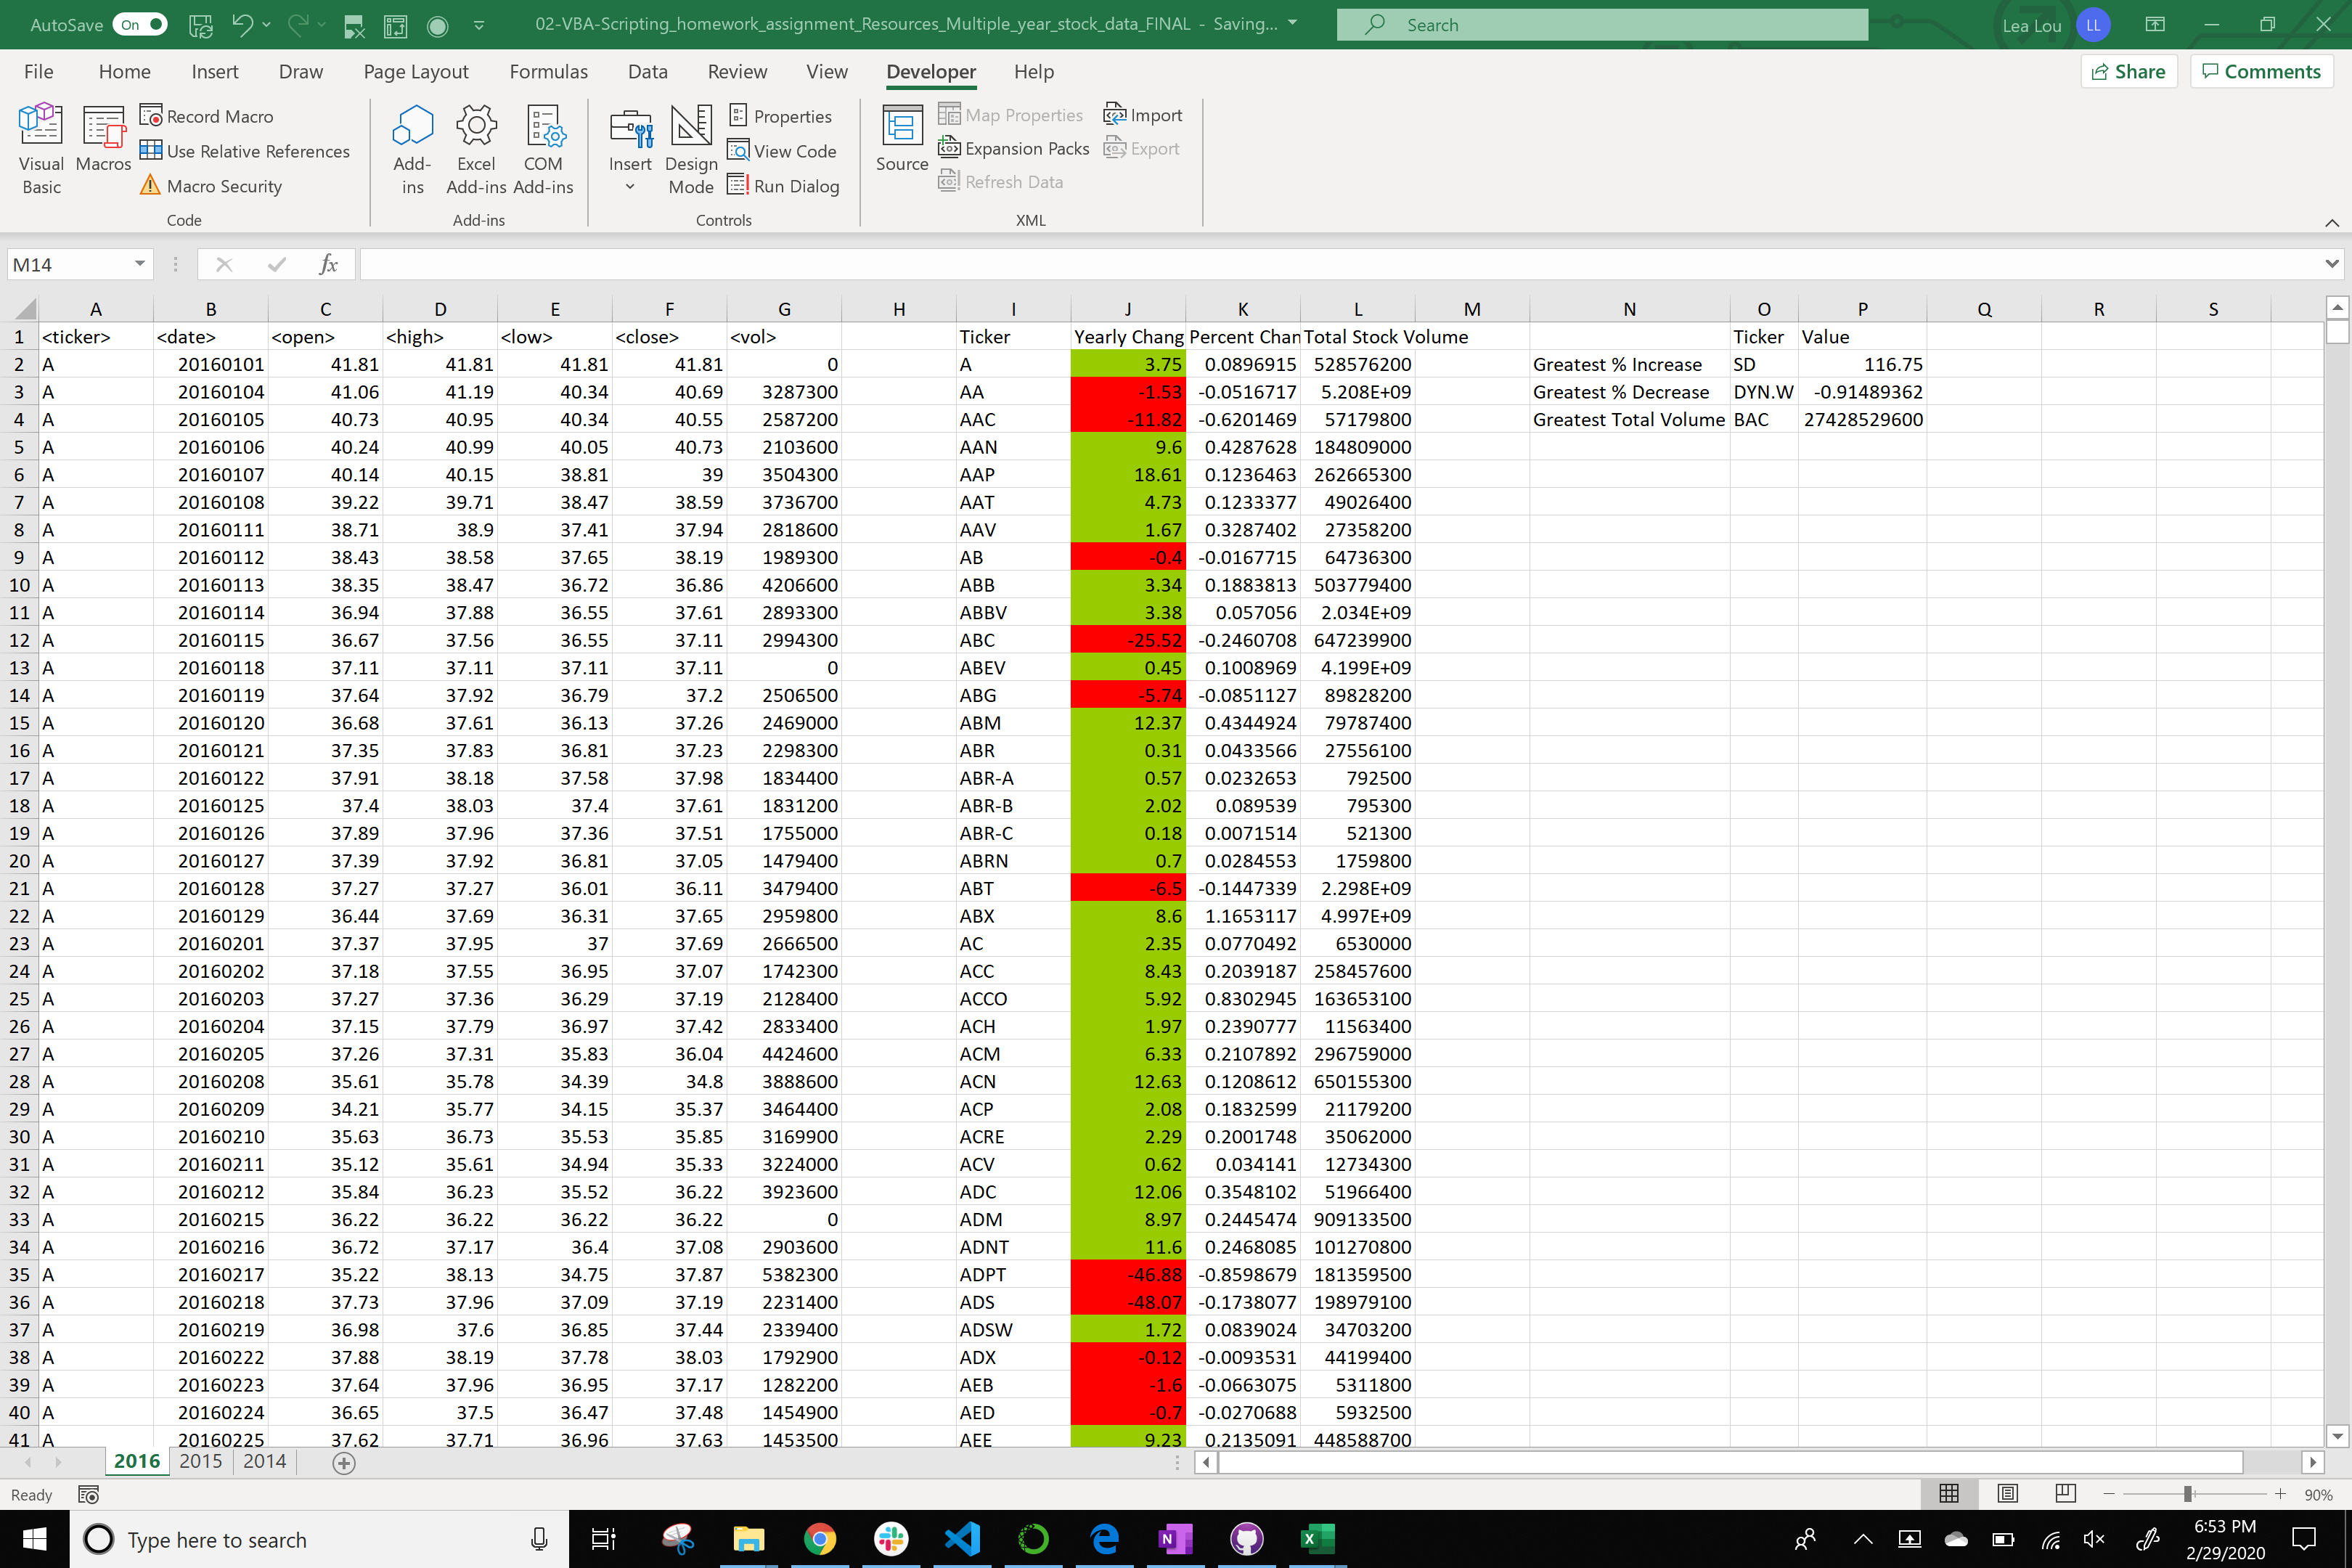 AutoSave On 02-VBA-Scripting_homework_assignment_Resources_Multiple_year_stock_data_FINAL - Saving... Search Lea Lou LL
File Home Insert Draw Page Layout Formulas Data Review View Developer Help Share Comments
Visual Basic Macros Record Macro Use Relative References Macro Security
Add-ins Excel Add-ins COM Add-ins
Insert Design Mode Properties View Code Run Dialog
Source Map Properties Expansion Packs Refresh Data Import Export
Code Add-ins Controls XML
M14 fx
A B C D E F G H I J K L M N O P Q R S
1 <ticker> <date> <open> <high> <low> <close> <vol> Ticker Yearly Chang Percent Chan Total Stock Volume Ticker Value
2 A 20160101 41.81 41.81 41.81 41.81 0 A 3.75 0.0896915 528576200 Greatest % Increase SD 116.75
3 A 20160104 41.06 41.19 40.34 40.69 3287300 AA -1.53 -0.0516717 5.208E+09 Greatest % Decrease DYN.W -0.91489362
4 A 20160105 40.73 40.95 40.34 40.55 2587200 AAC -11.82 -0.6201469 57179800 Greatest Total Volume BAC 27428529600
5 A 20160106 40.24 40.99 40.05 40.73 2103600 AAN 9.6 0.4287628 184809000
6 A 20160107 40.14 40.15 38.81 39 3504300 AAP 18.61 0.1236463 262665300
7 A 20160108 39.22 39.71 38.47 38.59 3736700 AAT 4.73 0.1233377 49026400
8 A 20160111 38.71 38.9 37.41 37.94 2818600 AAV 1.67 0.3287402 27358200
9 A 20160112 38.43 38.58 37.65 38.19 1989300 AB -0.4 -0.0167715 64736300
10 A 20160113 38.35 38.47 36.72 36.86 4206600 ABB 3.34 0.1883813 503779400
11 A 20160114 36.94 37.88 36.55 37.61 2893300 ABBV 3.38 0.057056 2.034E+09
12 A 20160115 36.67 37.56 36.55 37.11 2994300 ABC -25.52 -0.2460708 647239900
13 A 20160118 37.11 37.11 37.11 37.11 0 ABEV 0.45 0.1008969 4.199E+09
14 A 20160119 37.64 37.92 36.79 37.2 2506500 ABG -5.74 -0.0851127 89828200
15 A 20160120 36.68 37.61 36.13 37.26 2469000 ABM 12.37 0.4344924 79787400
16 A 20160121 37.35 37.83 36.81 37.23 2298300 ABR 0.31 0.0433566 27556100
17 A 20160122 37.91 38.18 37.58 37.98 1834400 ABR-A 0.57 0.0232653 792500
18 A 20160125 37.4 38.03 37.4 37.61 1831200 ABR-B 2.02 0.089539 795300
19 A 20160126 37.89 37.96 37.36 37.51 1755000 ABR-C 0.18 0.0071514 521300
20 A 20160127 37.39 37.92 36.81 37.05 1479400 ABRN 0.7 0.0284553 1759800
21 A 20160128 37.27 37.27 36.01 36.11 3479400 ABT -6.5 -0.1447339 2.298E+09
22 A 20160129 36.44 37.69 36.31 37.65 2959800 ABX 8.6 1.1653117 4.997E+09
23 A 20160201 37.37 37.95 37 37.69 2666500 AC 2.35 0.0770492 6530000
24 A 20160202 37.18 37.55 36.95 37.07 1742300 ACC 8.43 0.2039187 258457600
25 A 20160203 37.27 37.36 36.29 37.19 2128400 ACCO 5.92 0.8302945 163653100
26 A 20160204 37.15 37.79 36.97 37.42 2833400 ACH 1.97 0.2390777 11563400
27 A 20160205 37.26 37.31 35.83 36.04 4424600 ACM 6.33 0.2107892 296759000
28 A 20160208 35.61 35.78 34.39 34.8 3888600 ACN 12.63 0.1208612 650155300
29 A 20160209 34.21 35.77 34.15 35.37 3464400 ACP 2.08 0.1832599 21179200
30 A 20160210 35.63 36.73 35.53 35.85 3169900 ACRE 2.29 0.2001748 35062000
31 A 20160211 35.12 35.61 34.94 35.33 3224000 ACV 0.62 0.034141 12734300
32 A 20160212 35.84 36.23 35.52 36.22 3923600 ADC 12.06 0.3548102 51966400
33 A 20160215 36.22 36.22 36.22 36.22 0 ADM 8.97 0.2445474 909133500
34 A 20160216 36.72 37.17 36.4 37.08 2903600 ADNT 11.6 0.2468085 101270800
35 A 20160217 35.22 38.13 34.75 37.87 5382300 ADPT -46.88 -0.8598679 181359500
36 A 20160218 37.73 37.96 37.09 37.19 2231400 ADS -48.07 -0.1738077 198979100
37 A 20160219 36.98 37.6 36.85 37.44 2339400 ADSW 1.72 0.0839024 34703200
38 A 20160222 37.88 38.19 37.78 38.03 1792900 ADX -0.12 -0.0093531 44199400
39 A 20160223 37.64 37.96 36.95 37.17 1282200 AEB -1.6 -0.0663075 5311800
40 A 20160224 36.65 37.5 36.47 37.48 1454900 AED -0.7 -0.0270688 5932500
41 A 20160225 37.62 37.71 36.96 37.63 1453500 AEE 9.23 0.2135091 448588700
2016 2015 2014
Ready 90%
Type here to search 6:53 PM
2/29/2020